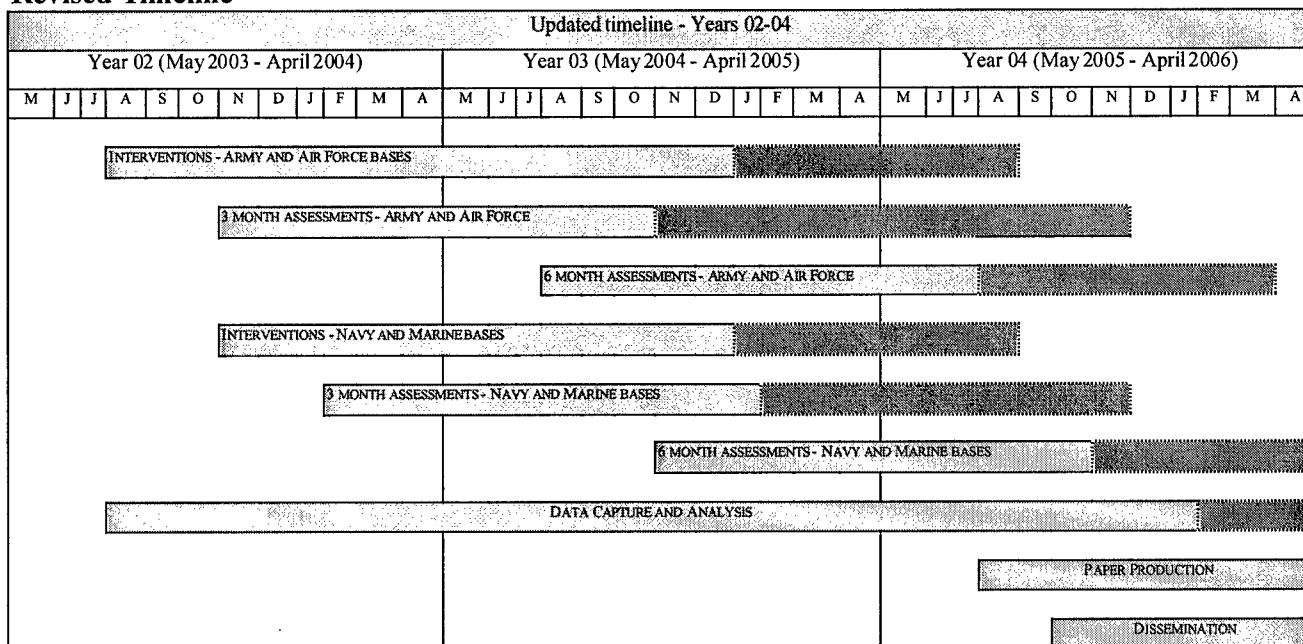 Revised Timeline
Updated timeline - Years 02-04
Year 02 (May 2003 - April 2004) Year 03 (May 2004 - April 2005) Year 04 (May 2005 - April 2006)
M J J A S O N D J F M A M J J A S O N D J F M A M J J A S O N D J F M A
INTERVENTIONS - ARMY AND AIR FORCE BASES
3 MONTH ASSESSMENTS - ARMY AND AIR FORCE
6 MONTH ASSESSMENTS - ARMY AND AIR FORCE
INTERVENTIONS - NAVY AND MARINE BASES
3 MONTH ASSESSMENTS - NAVY AND MARINE BASES
6 MONTH ASSESSMENTS - NAVY AND MARINE BASES
DATA CAPTURE AND ANALYSIS
PAPER PRODUCTION
DISSEMINATION